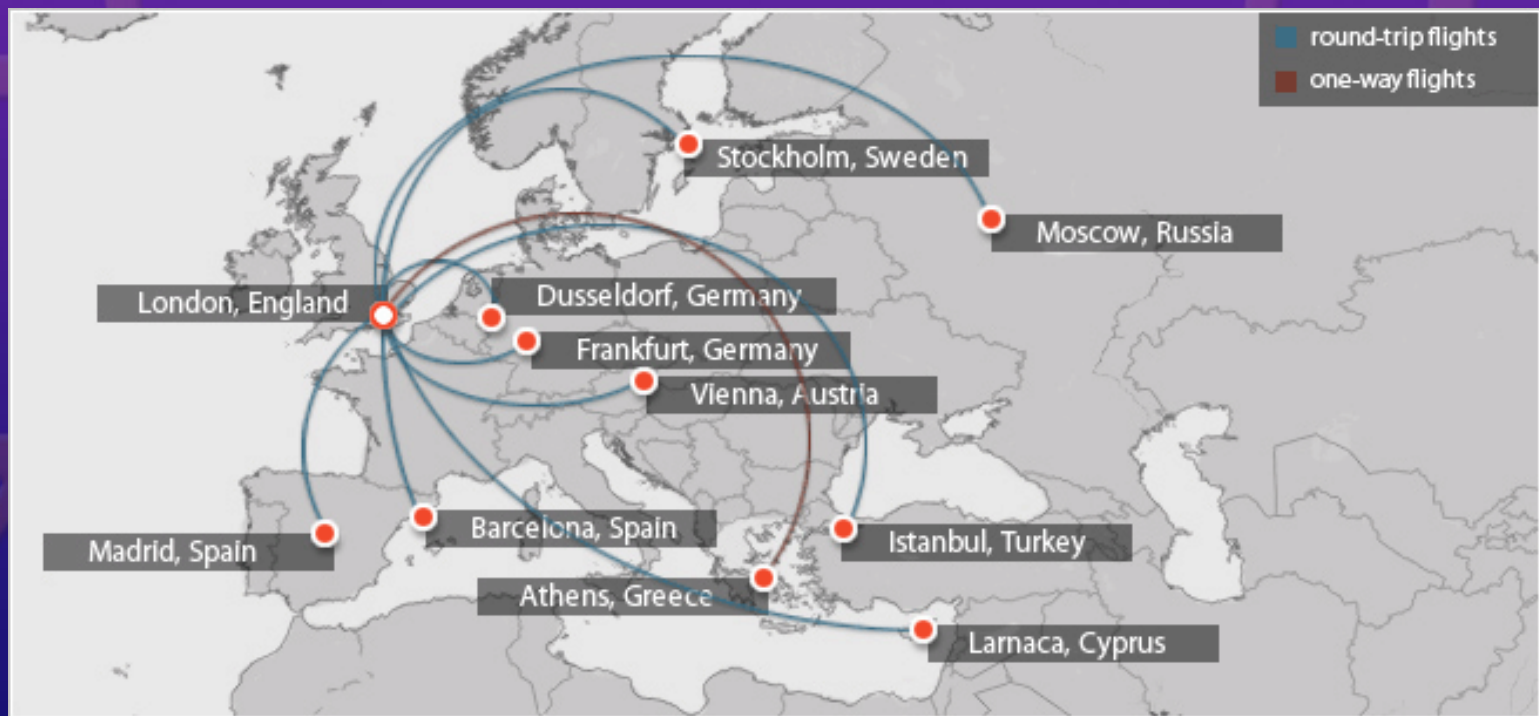 round-trip flights
one-way flights
Stockholm, Sweden
Moscow, Russia
London, England
Dusseldorf, Germany
Frankfurt, Germany
Vienna, Austria
Barcelona, Spain
Madrid, Spain
Istanbul, Turkey
Athens, Greece
Larnaca, Cyprus